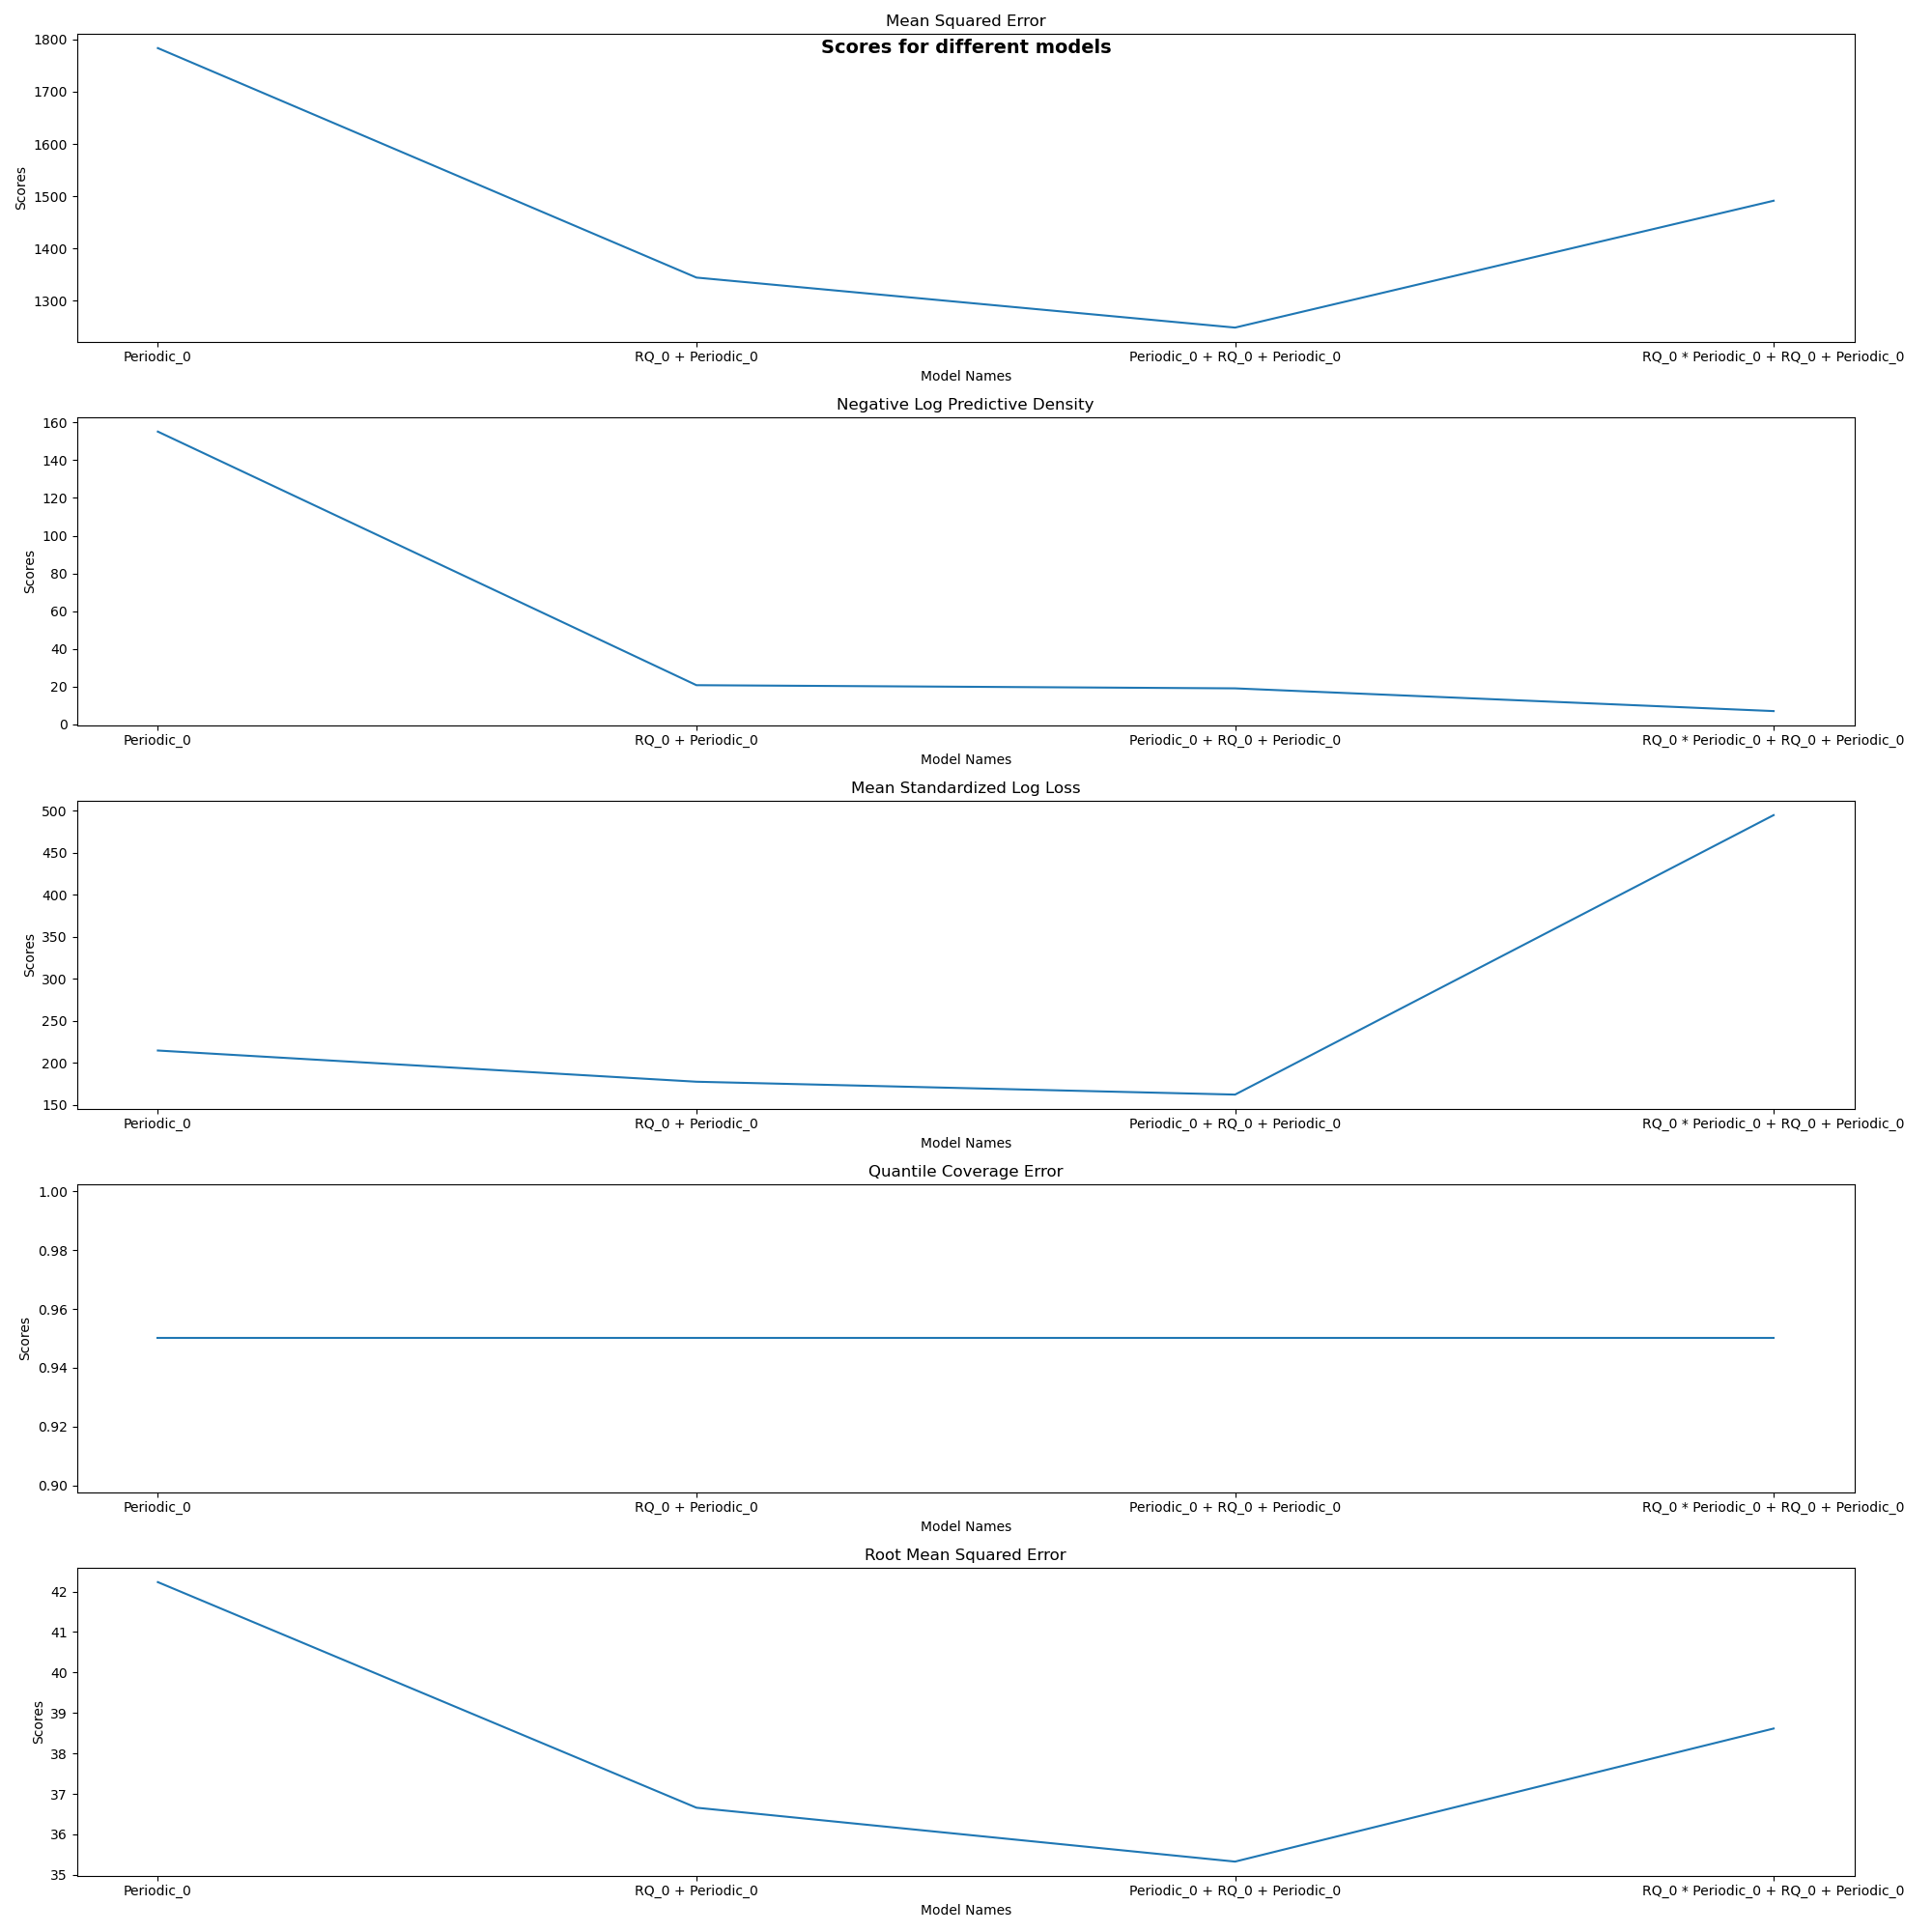 Mean Squared Error
Scores for different models
1800
1700
1600
1500
1400
1300
Scores
Periodic_0 RQ_0 + Periodic_0 Periodic_0 + RQ_0 + Periodic_0 RQ_0 * Periodic_0 + RQ_0 + Periodic_0
Model Names
Negative Log Predictive Density
160
140
120
100
80
60
40
20
0
Scores
Periodic_0 RQ_0 + Periodic_0 Periodic_0 + RQ_0 + Periodic_0 RQ_0 * Periodic_0 + RQ_0 + Periodic_0
Model Names
Mean Standardized Log Loss
500
450
400
350
300
250
200
150
Scores
Periodic_0 RQ_0 + Periodic_0 Periodic_0 + RQ_0 + Periodic_0 RQ_0 * Periodic_0 + RQ_0 + Periodic_0
Model Names
Quantile Coverage Error
1.00
0.98
0.96
0.94
0.92
0.90
Scores
Periodic_0 RQ_0 + Periodic_0 Periodic_0 + RQ_0 + Periodic_0 RQ_0 * Periodic_0 + RQ_0 + Periodic_0
Model Names
Root Mean Squared Error
42
41
40
39
38
37
36
35
Scores
Periodic_0 RQ_0 + Periodic_0 Periodic_0 + RQ_0 + Periodic_0 RQ_0 * Periodic_0 + RQ_0 + Periodic_0
Model Names